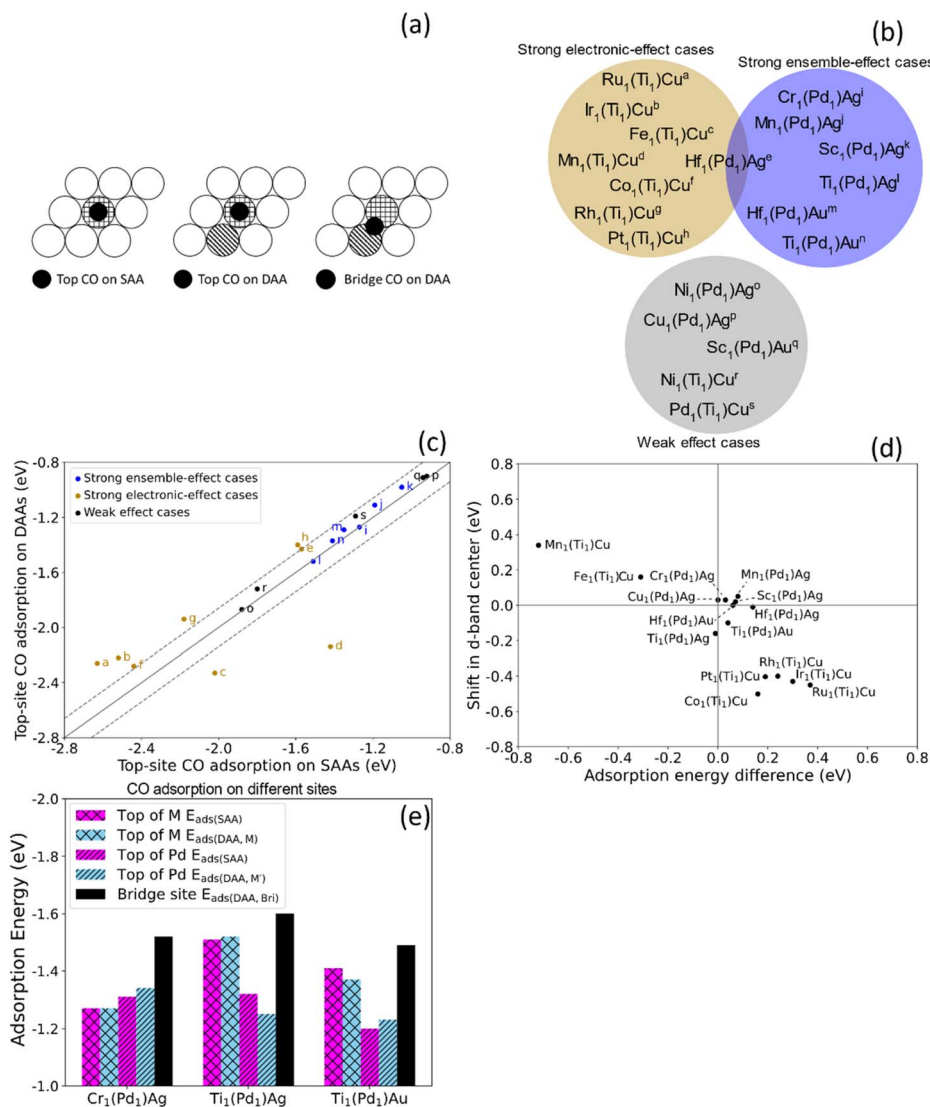 (a)
Top CO on SAA
Top CO on DAA
Bridge CO on DAA
(b)
Strong electronic-effect cases
Strong ensemble-effect cases
Ru₁(Ti₁)Cuᵃ
Ir₁(Ti₁)Cuᵇ
Fe₁(Ti₁)Cuᶜ
Mn₁(Ti₁)Cuᵈ
Hf₁(Pd₁)Agᵉ
Co₁(Ti₁)Cuᶠ
Rh₁(Ti₁)Cuᵍ
Pt₁(Ti₁)Cuʰ
Cr₁(Pd₁)Agⁱ
Mn₁(Pd₁)Agʲ
Sc₁(Pd₁)Agᵏ
Ti₁(Pd₁)Agˡ
Hf₁(Pd₁)Auᵐ
Ti₁(Pd₁)Auⁿ
Ni₁(Pd₁)Agᵒ
Cu₁(Pd₁)Agᵖ
Sc₁(Pd₁)Au^q
Ni₁(Ti₁)Cuʳ
Pd₁(Ti₁)Cuˢ
Weak effect cases
(c)
Top-site CO adsorption on DAAs (eV)
-0.8
-1.2
-1.6
-2.0
-2.4
-2.8
Strong ensemble-effect cases
Strong electronic-effect cases
Weak effect cases
q
p
k
s
j
m
i
h
n
e
l
r
o
g
a
b
f
d
c
-2.8
-2.4
-2.0
-1.6
-1.2
-0.8
Top-site CO adsorption on SAAs (eV)
(d)
Shift in d-band center (eV)
0.8
0.6
0.4
0.2
0.0
-0.2
-0.4
-0.6
-0.8
Mn₁(Ti₁)Cu
Fe₁(Ti₁)Cu
Cr₁(Pd₁)Ag
Mn₁(Pd₁)Ag
Cu₁(Pd₁)Ag
Sc₁(Pd₁)Ag
Hf₁(Pd₁)Au
Hf₁(Pd₁)Ag
Ti₁(Pd₁)Ag
Ti₁(Pd₁)Au
Rh₁(Ti₁)Cu
Pt₁(Ti₁)Cu
Ir₁(Ti₁)Cu
Co₁(Ti₁)Cu
Ru₁(Ti₁)Cu
-0.8
-0.6
-0.4
-0.2
0.0
0.2
0.4
0.6
0.8
Adsorption energy difference (eV)
CO adsorption on different sites
(e)
Adsorption Energy (eV)
-2.0
-1.8
-1.6
-1.4
-1.2
-1.0
Top of M E_ads(SAA)
Top of M E_ads(DAA, M)
Top of Pd E_ads(SAA)
Top of Pd E_ads(DAA, M')
Bridge site E_ads(DAA, Bri)
Cr₁(Pd₁)Ag
Ti₁(Pd₁)Ag
Ti₁(Pd₁)Au